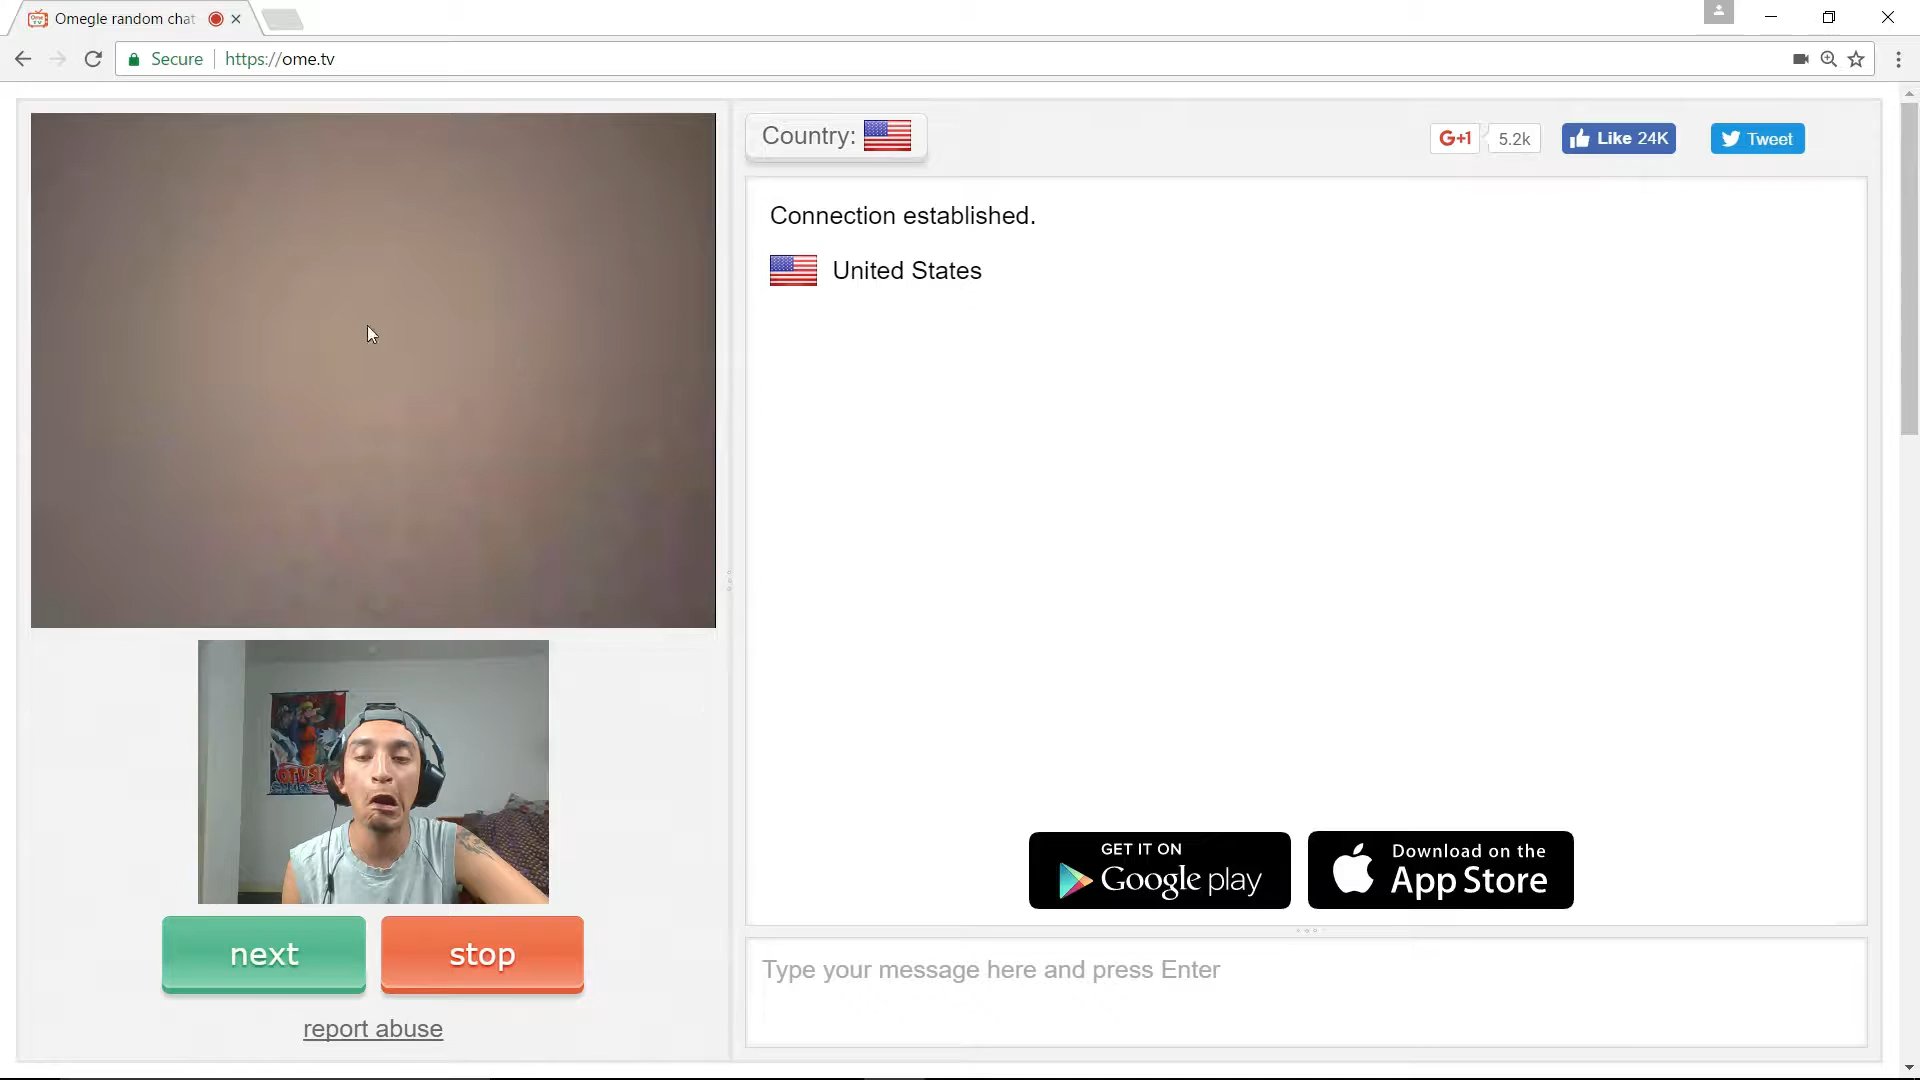 Omegle random chat
Secure
https://ome.tv
Country:
G+1
5.2k
Like 24K
Tweet
Connection established.
United States
GET IT ON
Google play
Download on the
App Store
next
stop
report abuse
Type your message here and press Enter